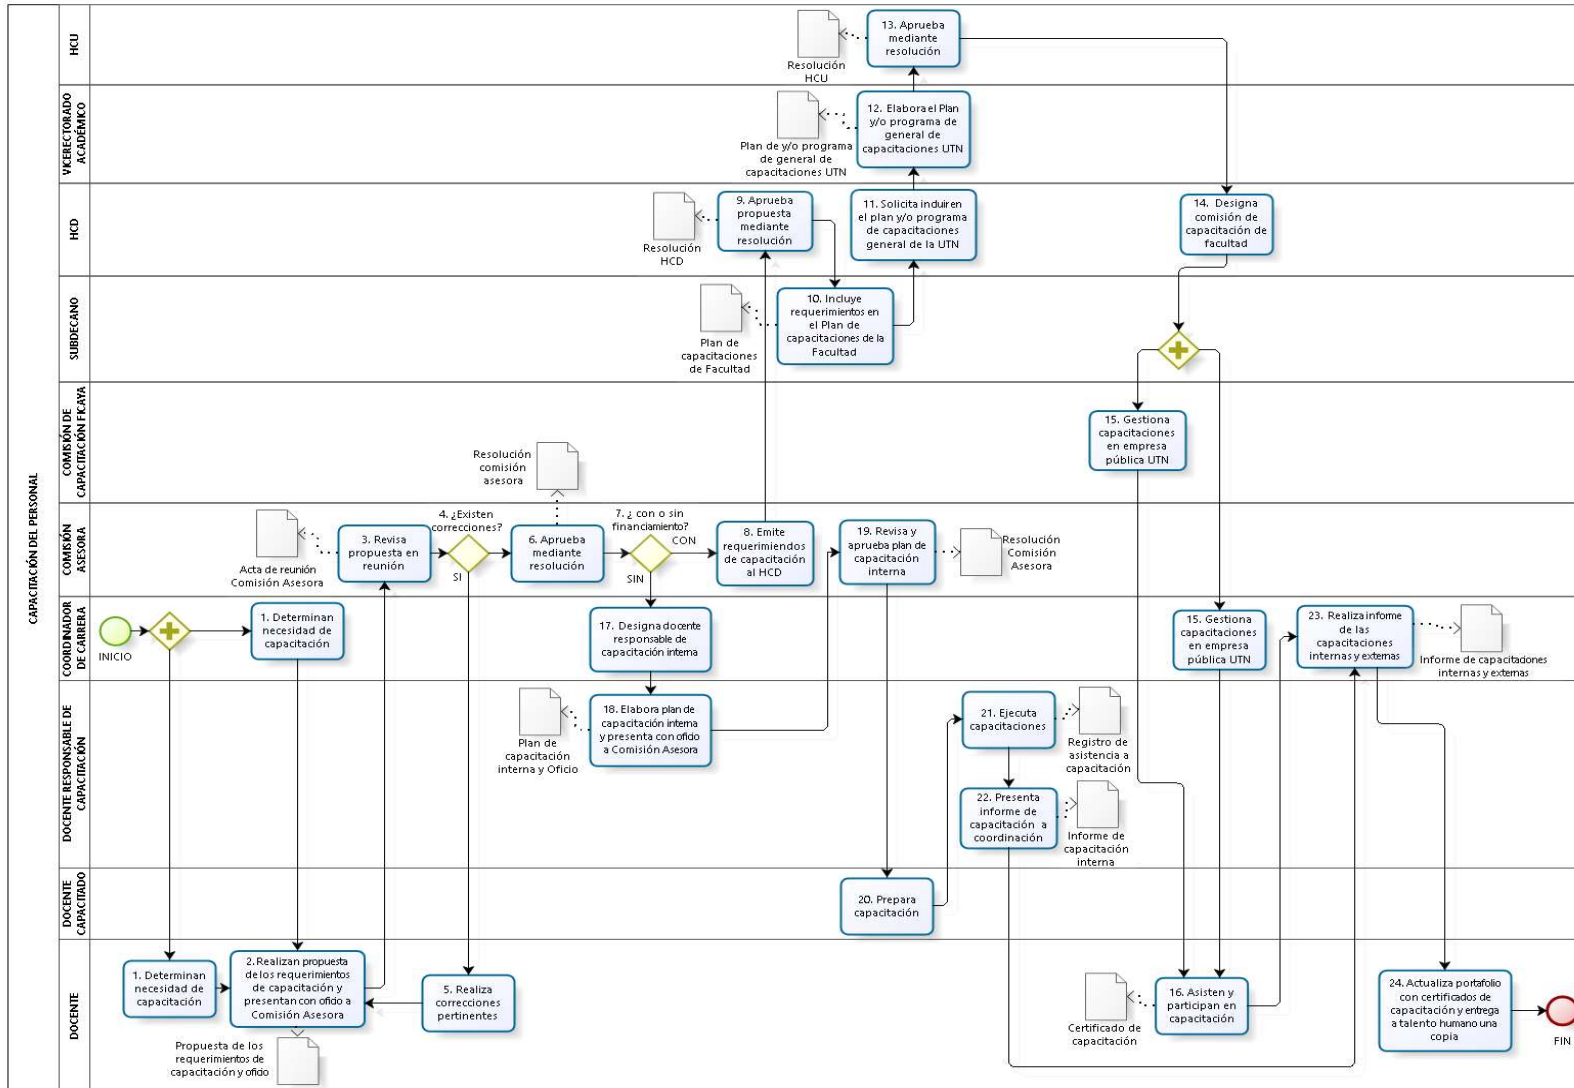 CAPACITACIÓN DEL PERSONAL
HCU
13. Aprueba
mediante
resolución
Resolución
HCU
VICERECTORADO
ACADÉMICO
12. Elabora el Plan
y/o programa de
general de
capacitaciones UTN
Plan de y/o programa
de general de
capacitaciones UTN
HCD
9. Aprueba
propuesta
mediante
resolución
Resolución
HCD
11. Solicita induiren
el plan y/o programa
de capacitaciones
general de la UTN
14. Designa
comisión de
capacitación de
facultad
SUBDECANO
10. Incluye
requerimientos en
el Plan de
capacitaciones de la
Facultad
Plan de
capacitaciones
de Facultad
COMISIÓN DE
CAPACITACIÓN FICAYA
15. Gestiona
capacitaciones
en empresa
pública UTN
Resolución
comisión
asesora
COMISIÓN
ASESORA
Acta de reunión
Comisión Asesora
3. Revisa
propuesta en
reunión
4. ¿Existen
correcciones?
SI
6. Aprueba
mediante
resolución
7. ¿ con o sin
financiamiento?
CON
SIN
8. Emite
requerimiendos
de capacitación
al HCD
19. Revisa y
aprueba plan de
capacitación
interna
Resolución
Comisión
Asesora
COORDINADOR
DE CARRERA
INICIO
1. Determinan
necesidad de
capacitación
17. Designa docente
responsable de
capacitación interna
15. Gestiona
capacitaciones
en empresa
pública UTN
23. Realiza informe
de las
capacitaciones
internas y externas
Informe de capacitaciones
internas y externas
DOCENTE RESPONSABLE DE
CAPACITACIÓN
Plan de
capacitación
interna y Oficio
18. Elabora plan de
capacitación interna
y presenta con oficio
a Comisión Asesora
21. Ejecuta
capacitaciones
Registro de
asistencia a
capacitación
22. Presenta
informe de
capacitación a
coordinación
Informe de
capacitación
interna
DOCENTE
CAPACITADO
20. Prepara
capacitación
DOCENTE
1. Determinan
necesidad de
capacitación
2. Realizan propuesta
de los requerimientos
de capacitación y
presentan con oficio a
Comisión Asesora
Propuesta de los
requerimientos de
capacitación y oficio
5. Realiza
correcciones
pertinentes
Certificado de
capacitación
16. Asisten y
participan en
capacitación
24. Actualiza portafolio
con certificados de
capacitación y entrega
a talento humano una
copia
FIN